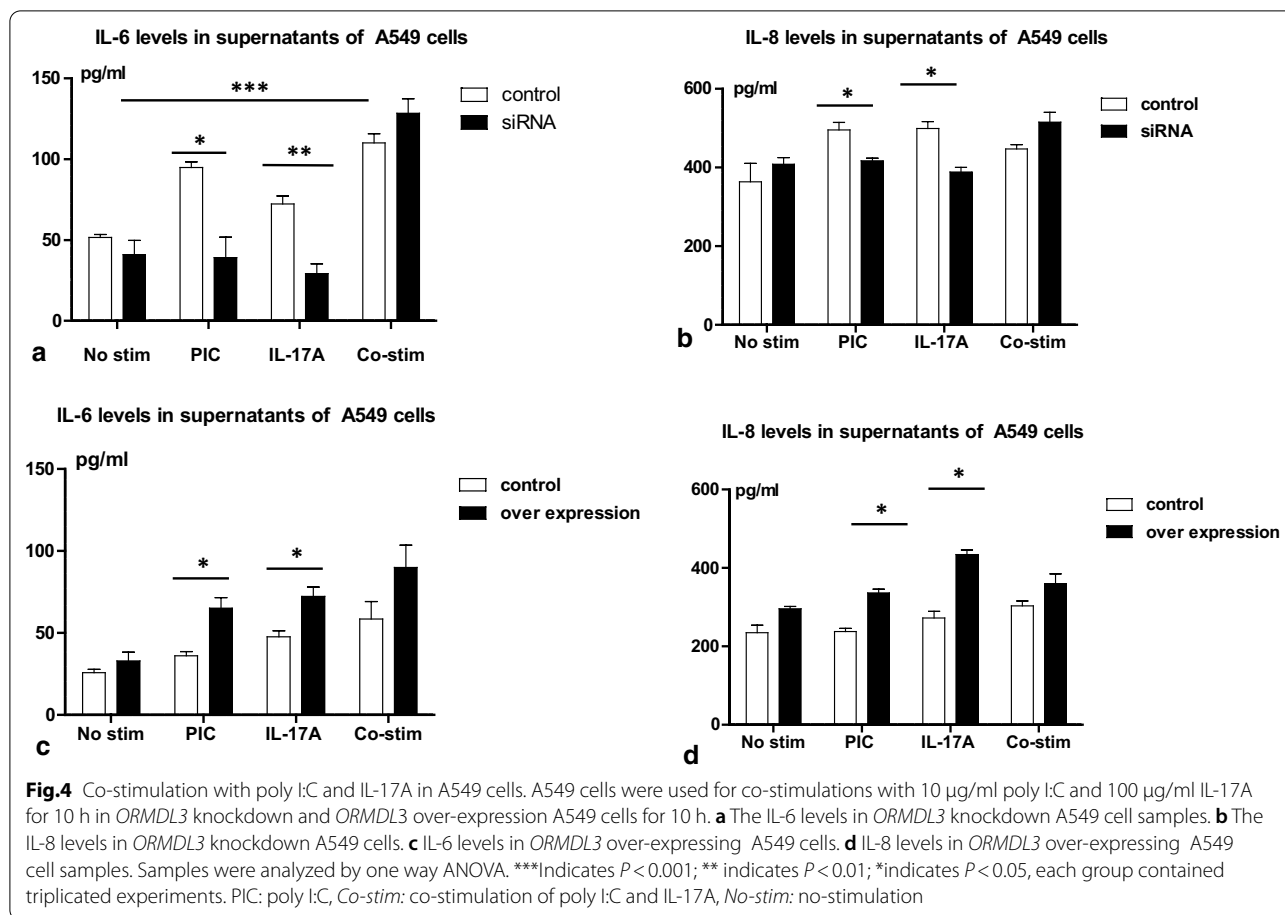 IL-6 levels in supernatants of A549 cells
pg/ml
150
100
50
0
***
*
**
control
siRNA
No stim PIC IL-17A Co-stim
a
IL-8 levels in supernatants of A549 cells
pg/ml
600
400
200
0
*
*
control
siRNA
No stim PIC IL-17A Co-stim
b
IL-6 levels in supernatants of A549 cells
pg/ml
150
100
50
0
*
*
control
over expression
No stim PIC IL-17A Co-stim
c
IL-8 levels in supernatants of A549 cells
pg/ml
600
400
200
0
*
*
control
over expression
No stim PIC IL-17A Co-stim
d
Fig.4 Co-stimulation with poly I:C and IL-17A in A549 cells. A549 cells were used for co-stimulations with 10 µg/ml poly I:C and 100 µg/ml IL-17A
for 10 h in ORMDL3 knockdown and ORMDL3 over-expression A549 cells for 10 h. a The IL-6 levels in ORMDL3 knockdown A549 cell samples. b The
IL-8 levels in ORMDL3 knockdown A549 cells. c IL-6 levels in ORMDL3 over-expressing A549 cells. d IL-8 levels in ORMDL3 over-expressing A549
cell samples. Samples were analyzed by one way ANOVA. ***Indicates P < 0.001; ** indicates P < 0.01; *indicates P < 0.05, each group contained
triplicated experiments. PIC: poly I:C, Co-stim: co-stimulation of poly I:C and IL-17A, No-stim: no-stimulation